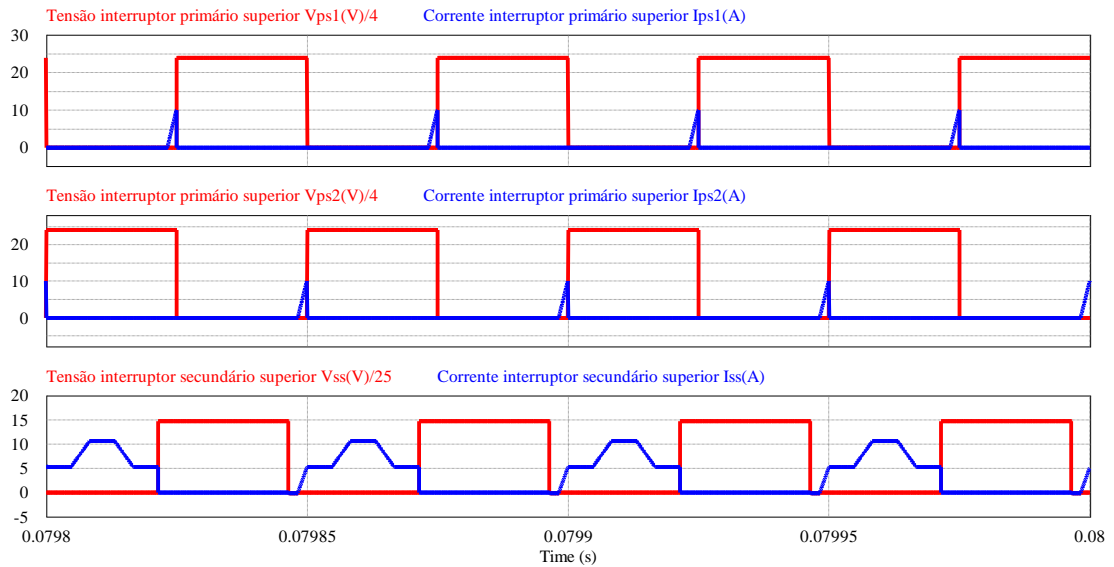 Tensão interruptor primário superior Vps1(V)/4 Corrente interruptor primário superior Ips1(A)
30
20
10
0
Tensão interruptor primário superior Vps2(V)/4 Corrente interruptor primário superior Ips2(A)
20
10
0
Tensão interruptor secundário superior Vss(V)/25 Corrente interruptor secundário superior Iss(A)
20
15
10
5
0
-5
0.0798 0.07985 0.0799 0.07995 0.08
Time (s)